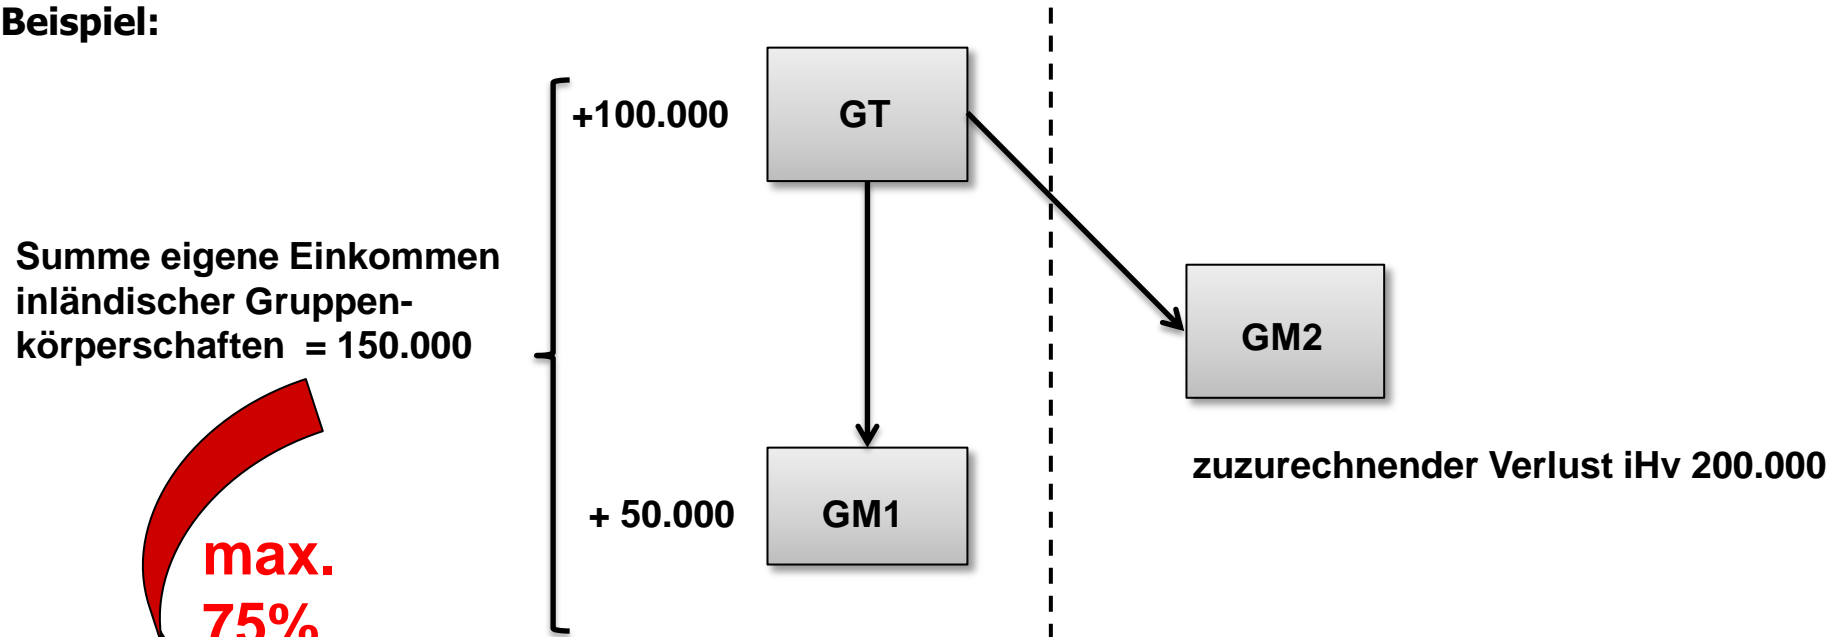 Beispiel:
+100.000
GT
Summe eigene Einkommen
inländischer Gruppen-
körperschaften = 150.000
GM2
zuzurechnender Verlust iHv 200.000
+ 50.000
GM1
max.
75%